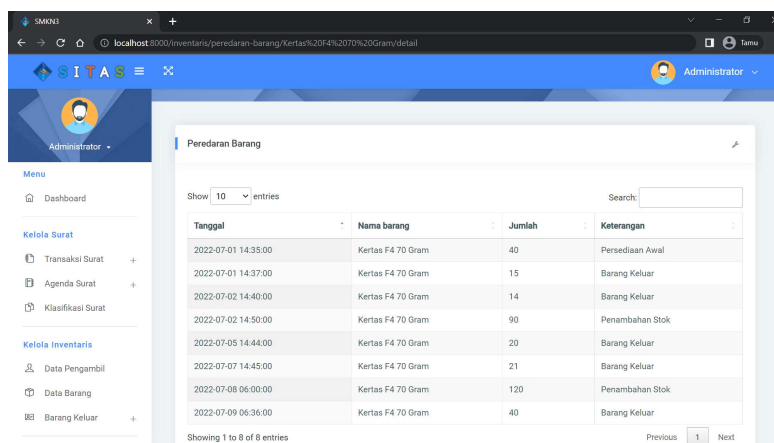 SMKN3
localhost:8000/inventaris/peredaran-barang/Kertas%20F4%2070%20Gram/detail
Tamu
SITAS
Administrator
Administrator
Menu
Dashboard
Kelola Surat
Transaksi Surat +
Agenda Surat +
Klasifikasi Surat
Kelola Inventaris
Data Pengambil
Data Barang
Barang Keluar +
Peredaran Barang
Show 10 entries
Search:
Tanggal Nama barang Jumlah Keterangan
2022-07-01 14:35:00 Kertas F4 70 Gram 40 Persediaan Awal
2022-07-01 14:37:00 Kertas F4 70 Gram 15 Barang Keluar
2022-07-02 14:40:00 Kertas F4 70 Gram 14 Barang Keluar
2022-07-02 14:50:00 Kertas F4 70 Gram 90 Penambahan Stok
2022-07-05 14:44:00 Kertas F4 70 Gram 20 Barang Keluar
2022-07-07 14:45:00 Kertas F4 70 Gram 21 Barang Keluar
2022-07-08 06:00:00 Kertas F4 70 Gram 120 Penambahan Stok
2022-07-09 06:36:00 Kertas F4 70 Gram 40 Barang Keluar
Showing 1 to 8 of 8 entries
Previous 1 Next